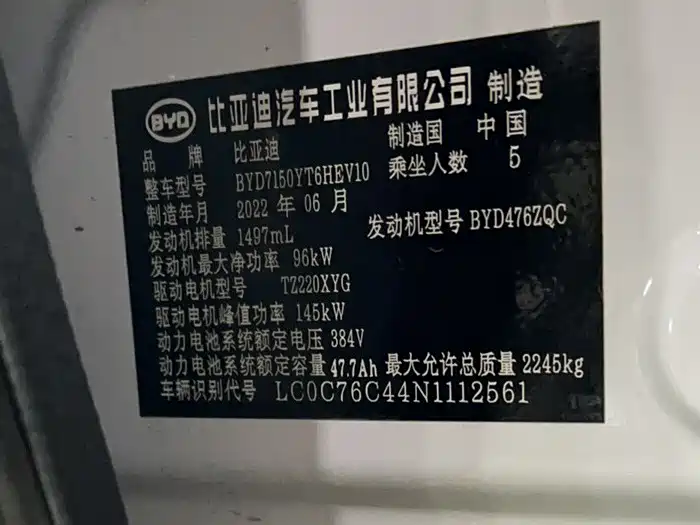 BYD 比亚迪汽车工业有限公司 制造
品牌 比亚迪 制造国 中国
整车型号 BYD7150YT6HEV10 乘坐人数 5
制造年月 2022 年 06 月
发动机排量 1497mL 发动机型号 BYD476ZQC
发动机最大净功率 96kW
驱动电机型号 TZ220XYG
驱动电机峰值功率 145kW
动力电池系统额定电压 384V
动力电池系统额定容量 47.7Ah 最大允许总质量 2245kg
车辆识别代号 LC0C76C44N1112561